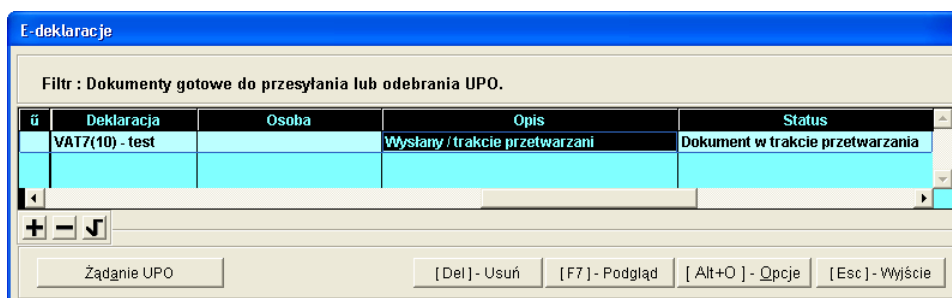 E-deklaracje
Filtr : Dokumenty gotowe do przesyłania lub odebrania UPO.
ű Deklaracja Osoba Opis Status
VAT7(10) - test Wysłany / trakcie przetwarzani Dokument w trakcie przetwarzania
Żądanie UPO [ Del ] - Usuń [ F7 ] - Podgląd [ Alt+O ] - Opcje [ Esc ] - Wyjście